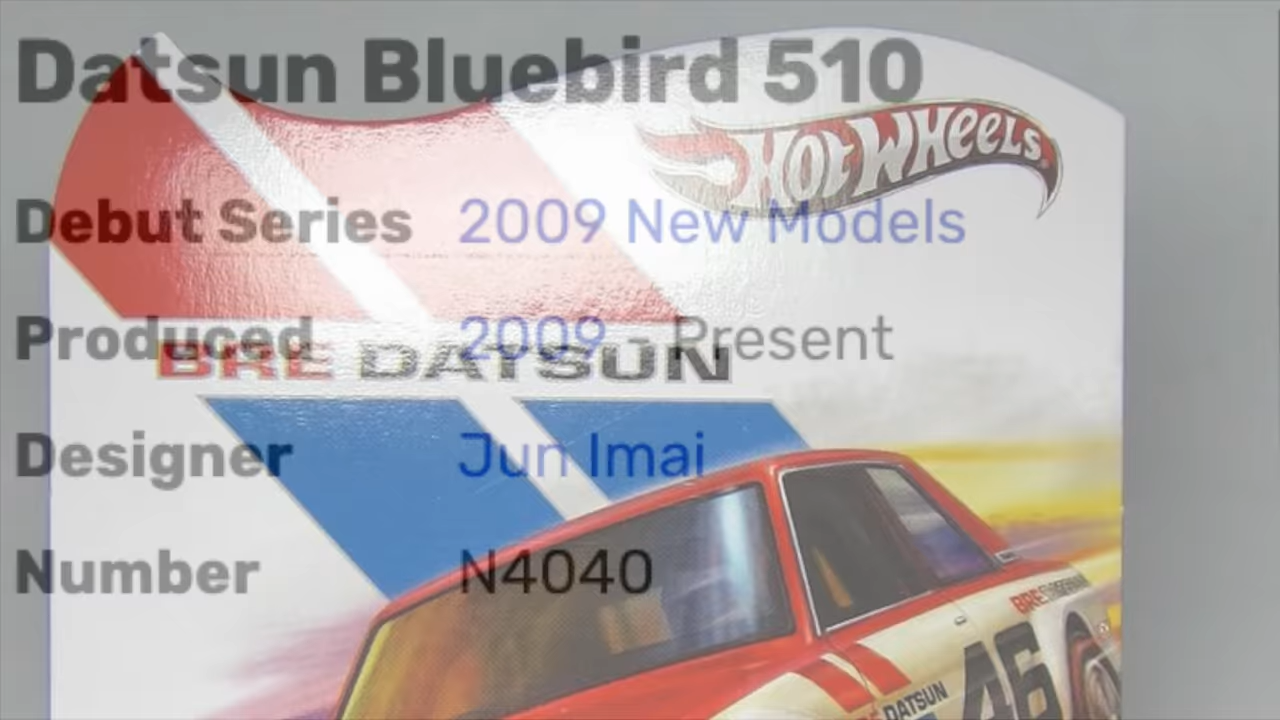 Datsun Bluebird 510
HOT WHEELS
Debut Series 2009 New Models
Produced 2009 - Present
BRE DATSUN
Designer Jun Imai
Number N4040
BRE
46
DATSUN